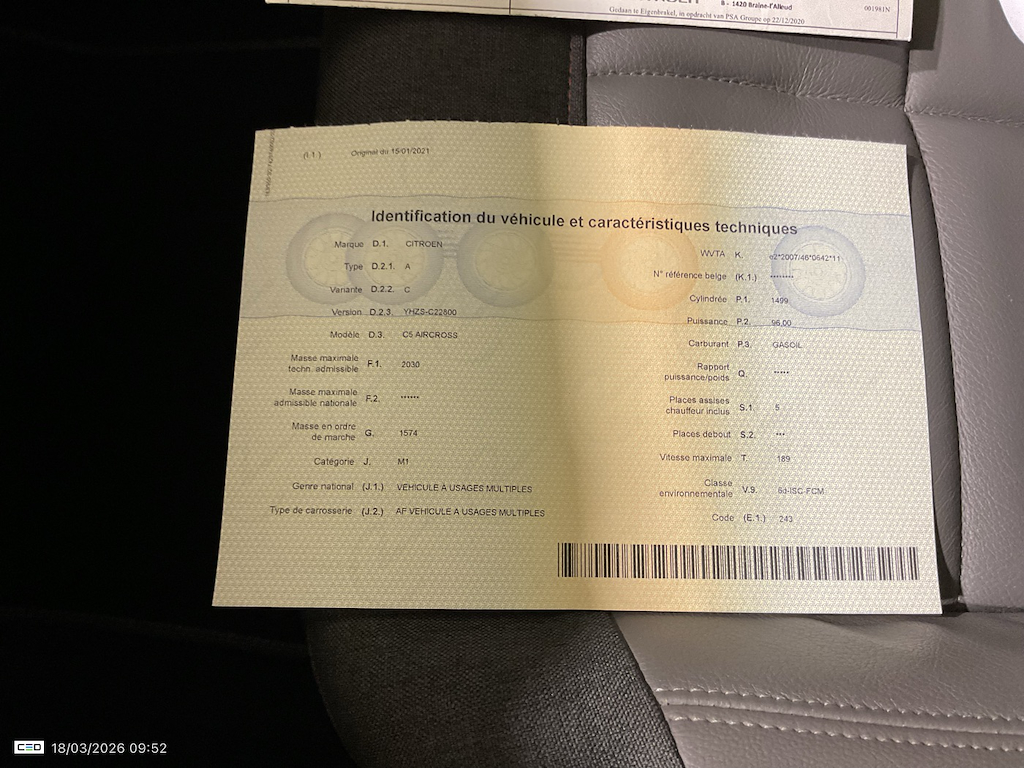 B - 1420 Braine-l'Alleud
Gedaan te Eigenbrakel, in opdracht van PSA Groupe op 22/12/2020
001981N
(I.1.) Original du 15/01/2021
Identification du véhicule et caractéristiques techniques
Marque D.1. CITROEN
Type D.2.1. A
Variante D.2.2. C
Version D.2.3. YHZS-C22800
Modèle D.3. C5 AIRCROSS
Masse maximale
techn. admissible F.1. 2030
Masse maximale
admissible nationale F.2. ******
Masse en ordre
de marche G. 1574
Catégorie J. M1
Genre national (J.1.) VEHICULE À USAGES MULTIPLES
Type de carrosserie (J.2.) AF VEHICULE A USAGES MULTIPLES
WVTA K. e2*2007/46*0642*11
N° référence belge (K.1.) ********
Cylindrée P.1. 1499
Puissance P.2. 96,00
Carburant P.3. GASOIL
Rapport
puissance/poids Q. *****
Places assises
chauffeur inclus S.1. 5
Places debout S.2. ***
Vitesse maximale T. 189
Classe
environnementale V.9. 6d-ISC-FCM
Code (E.1.) 243
CEO 18/03/2026 09:52